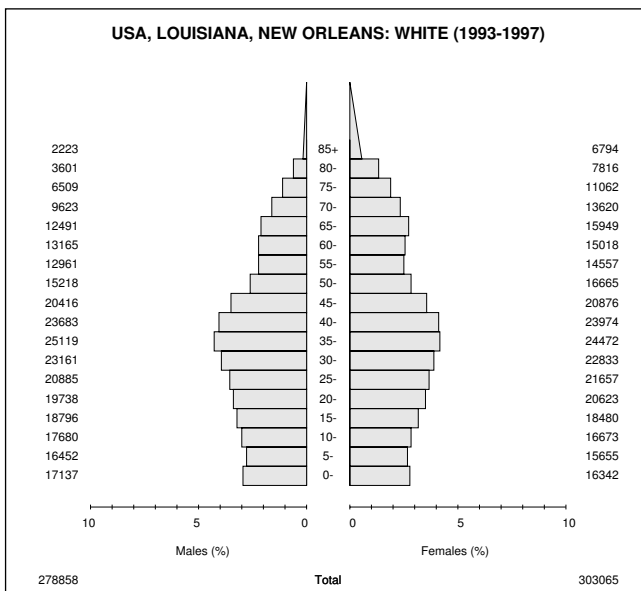 USA, LOUISIANA, NEW ORLEANS: WHITE (1993-1997)
2223 85+ 6794
3601 80- 7816
6509 75- 11062
9623 70- 13620
12491 65- 15949
13165 60- 15018
12961 55- 14557
15218 50- 16665
20416 45- 20876
23683 40- 23974
25119 35- 24472
23161 30- 22833
20885 25- 21657
19738 20- 20623
18796 15- 18480
17680 10- 16673
16452 5- 15655
17137 0- 16342
10 5 0 0 5 10
Males (%) Females (%)
278858 Total 303065